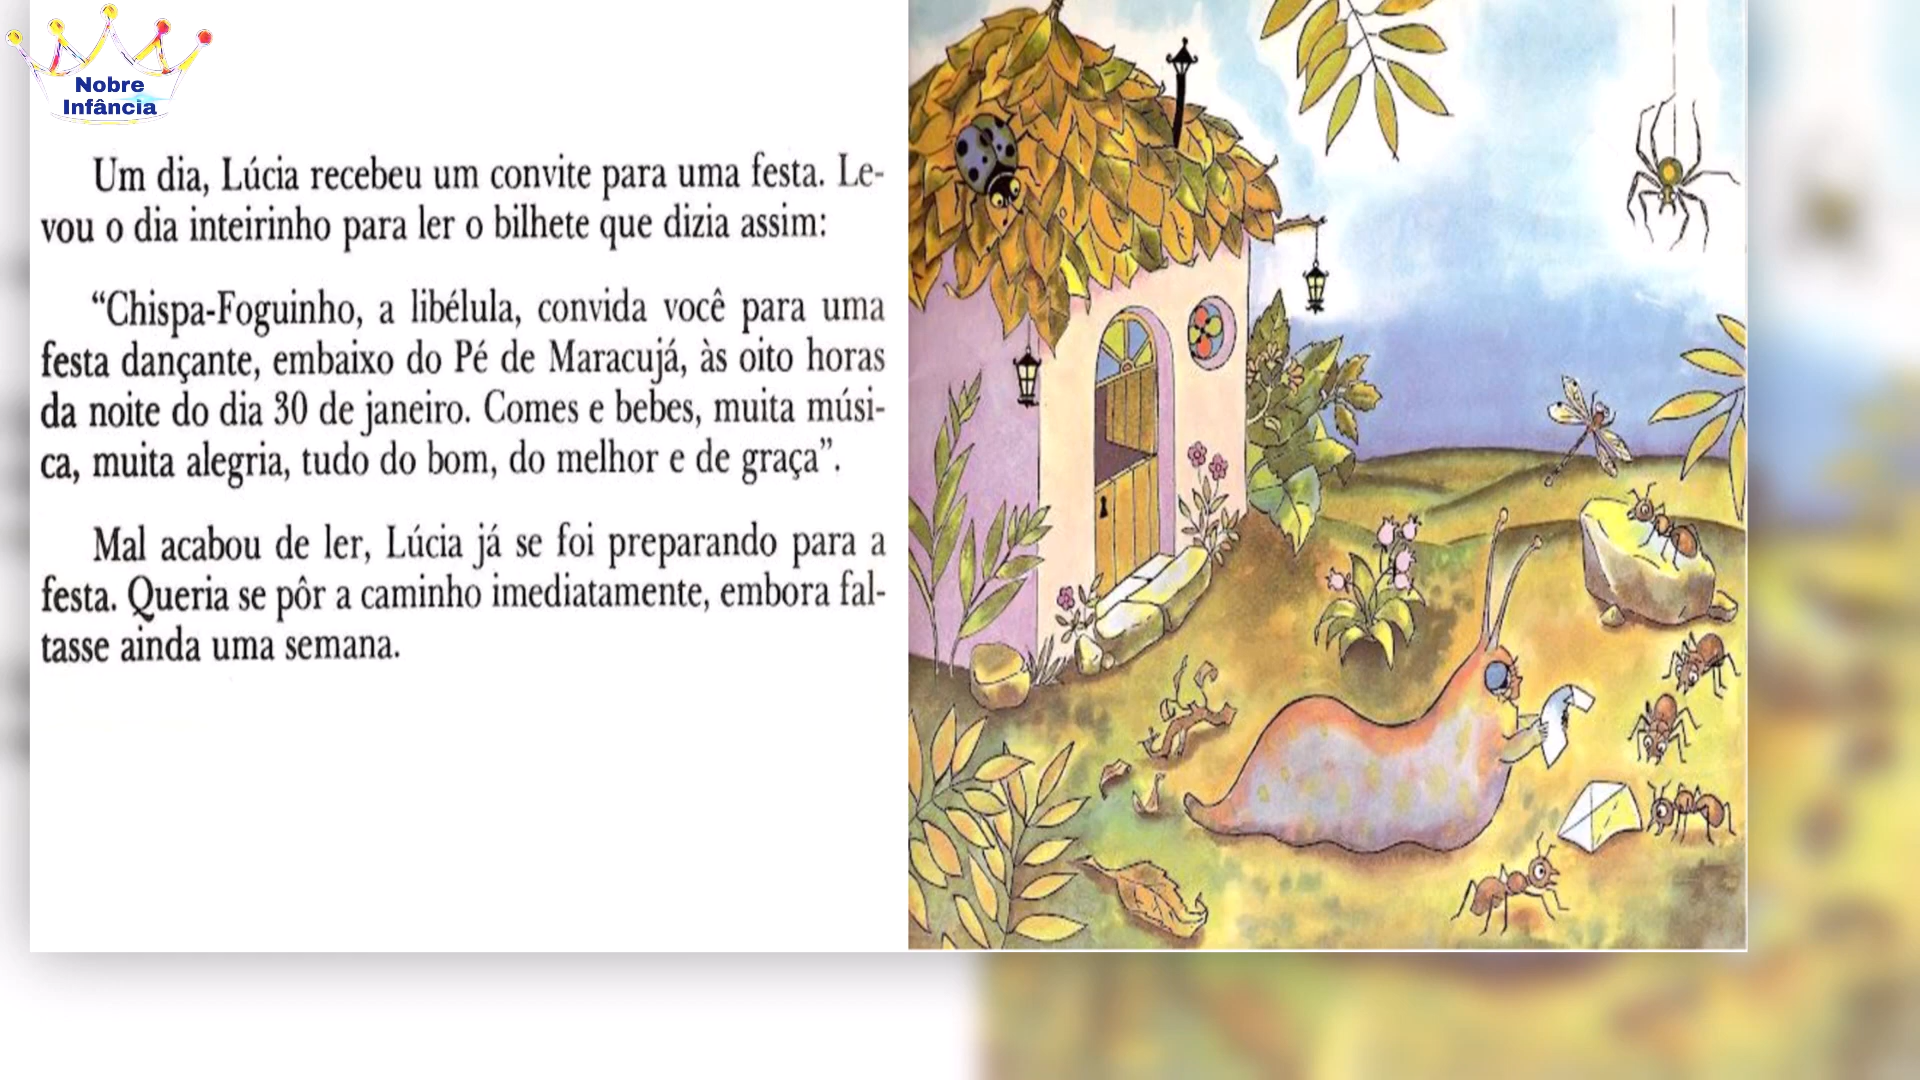 Nobre
Infância
Um dia, Lúcia recebeu um convite para uma festa. Le-
vou o dia inteirinho para ler o bilhete que dizia assim:
“Chispa-Foguinho, a libélula, convida você para uma
festa dançante, embaixo do Pé de Maracujá, às oito horas
da noite do dia 30 de janeiro. Comes e bebes, muita músi-
ca, muita alegria, tudo do bom, do melhor e de graça”.
Mal acabou de ler, Lúcia já se foi preparando para a
festa. Queria se pôr a caminho imediatamente, embora fal-
tasse ainda uma semana.